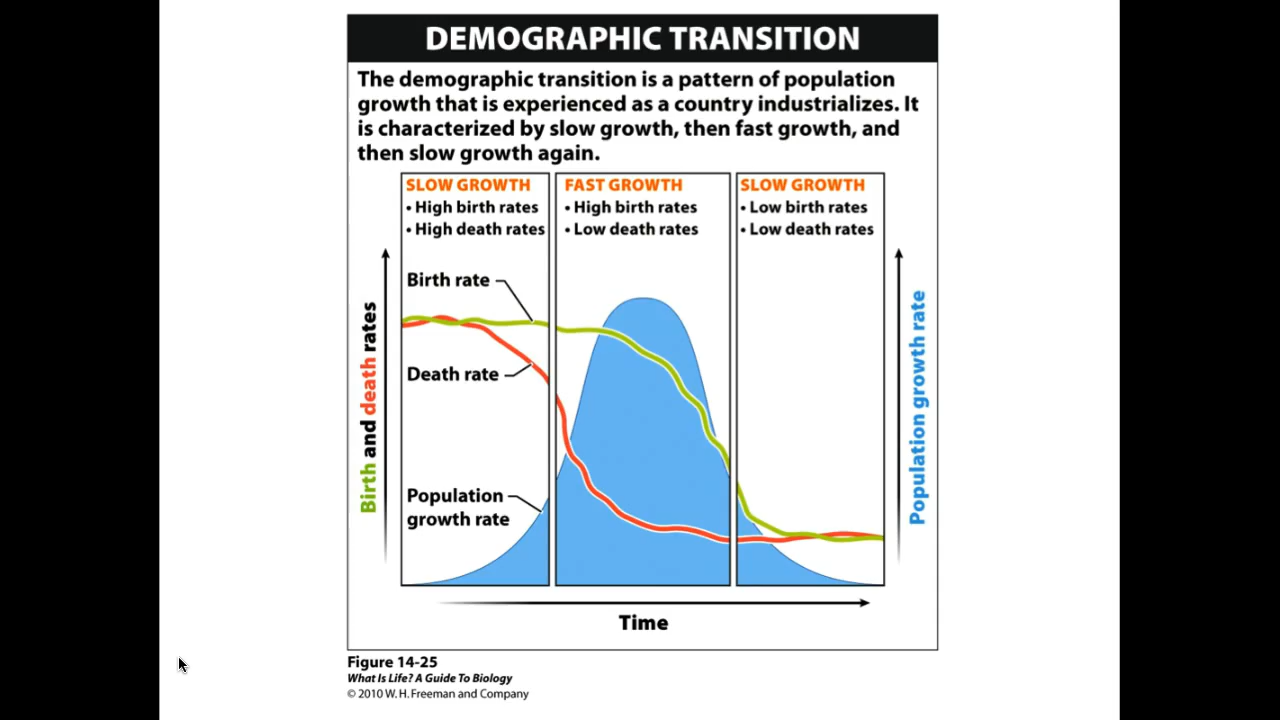 DEMOGRAPHIC TRANSITION
The demographic transition is a pattern of population
growth that is experienced as a country industrializes. It
is characterized by slow growth, then fast growth, and
then slow growth again.
SLOW GROWTH
• High birth rates
• High death rates
FAST GROWTH
• High birth rates
• Low death rates
SLOW GROWTH
• Low birth rates
• Low death rates
Birth and death rates
Birth rate
Death rate
Population
growth rate
Population growth rate
Time
Figure 14-25
What Is Life? A Guide To Biology
© 2010 W. H. Freeman and Company